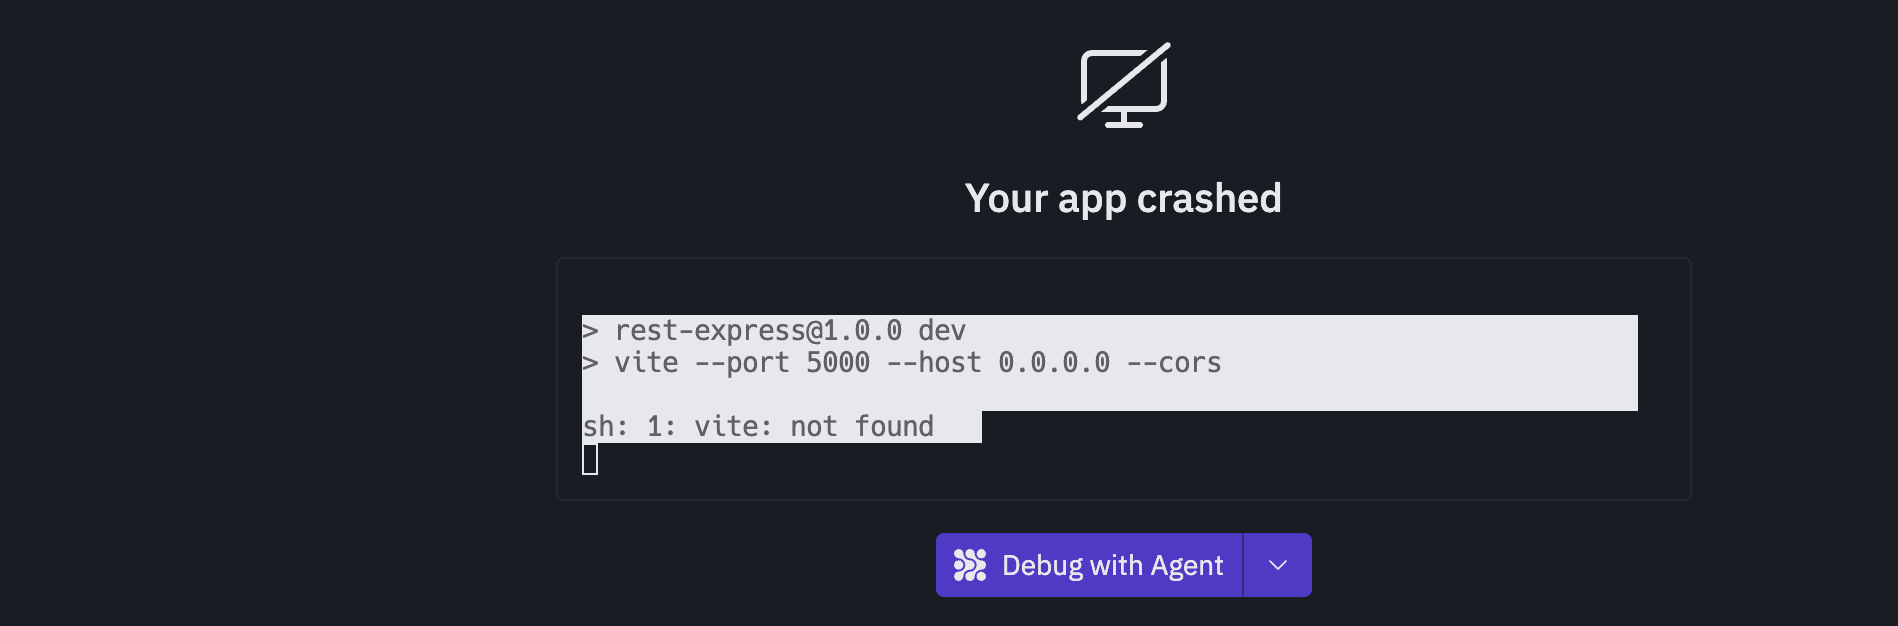 Your app crashed
> rest-express@1.0.0 dev
> vite --port 5000 --host 0.0.0.0 --cors
sh: 1: vite: not found
Debug with Agent